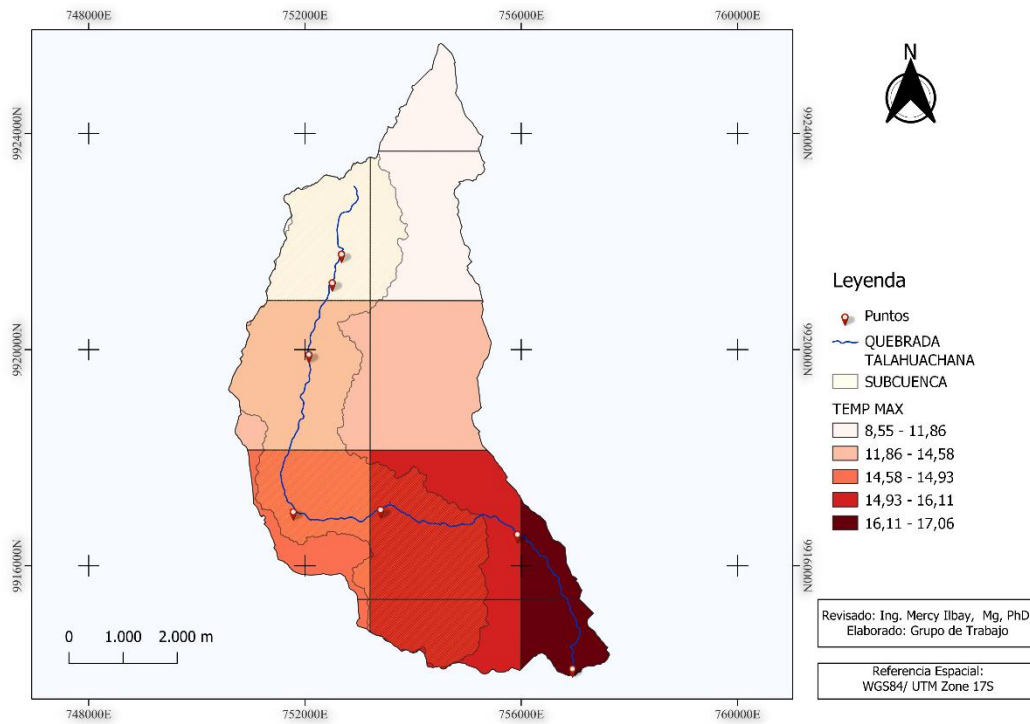 748000E
752000E
756000E
760000E
9924000N
9924000N
9920000N
9920000N
9916000N
9916000N
N
Leyenda
Puntos
QUEBRADA
TALAHUACHANA
SUBCUENCA
TEMP MAX
8,55 - 11,86
11,86 - 14,58
14,58 - 14,93
14,93 - 16,11
16,11 - 17,06
0 1.000 2.000 m
Revisado: Ing. Mercy Ilbay, Mg, PhD
Elaborado: Grupo de Trabajo
Referencia Espacial:
WGS84/ UTM Zone 17S
748000E
752000E
756000E
760000E